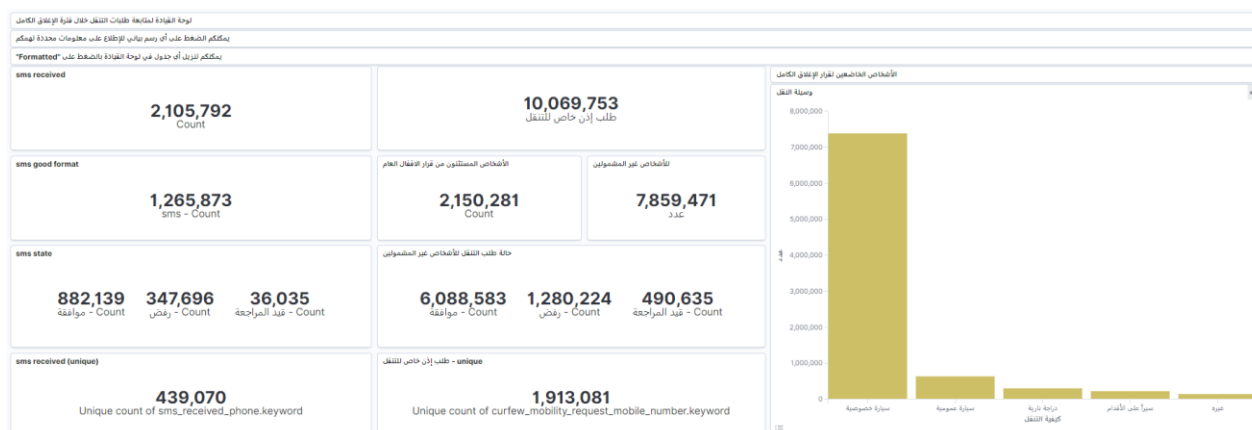 لوحة القيادة لمتابعة طلبات التنقل خلال فترة الإغلاق الكامل
يمكنكم الضغط على أي رسم بياني للإطلاع على معلومات محددة لهمكم
يمكنكم لتزيل أي جدول في لوحة القيادة بالضغط على "Formatted"
sms received
2,105,792
Count
10,069,753
طلب إذن خاص للتنقل
sms good format
1,265,873
sms - Count
الأشخاص المستثنون من قرار الاقفال العام
2,150,281
Count
للأشخاص غير المشمولين
7,859,471
عدد
sms state
882,139
موافقة - Count
347,696
رفض - Count
36,035
قيد المراجعة - Count
حالة طلب التنقل للأشخاص غير المشمولين
6,088,583
موافقة - Count
1,280,224
رفض - Count
490,635
قيد المراجعة - Count
sms received (unique)
439,070
Unique count of sms_received_phone.keyword
طلب إذن خاص للتنقل - unique
1,913,081
Unique count of curfew_mobility_request_mobile_number.keyword
الأشخاص الخاضعين لقرار الإغلاق الكامل
وسيلة النقل
8,000,000
7,000,000
6,000,000
5,000,000
4,000,000
3,000,000
2,000,000
1,000,000
0
عدد
سيارة خصوصية
سيارة عمومية
دراجة نارية
سيراً على الأقدام
غيره
كيفية التنقل